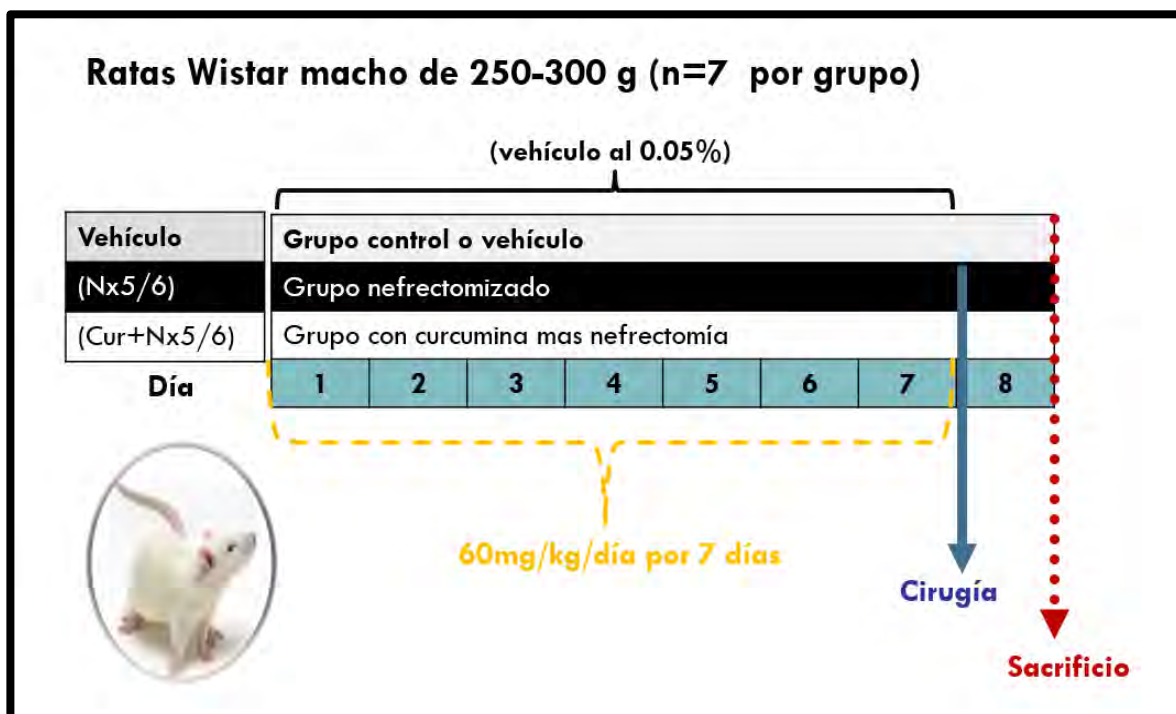 Ratas Wistar macho de 250-300 g (n=7 por grupo)
(vehículo al 0.05%)
Vehículo Grupo control o vehículo
(Nx5/6) Grupo nefrectomizado
(Cur+Nx5/6) Grupo con curcumina mas nefrectomía
Día 1 2 3 4 5 6 7 8
60mg/kg/día por 7 días
Cirugía
Sacrificio